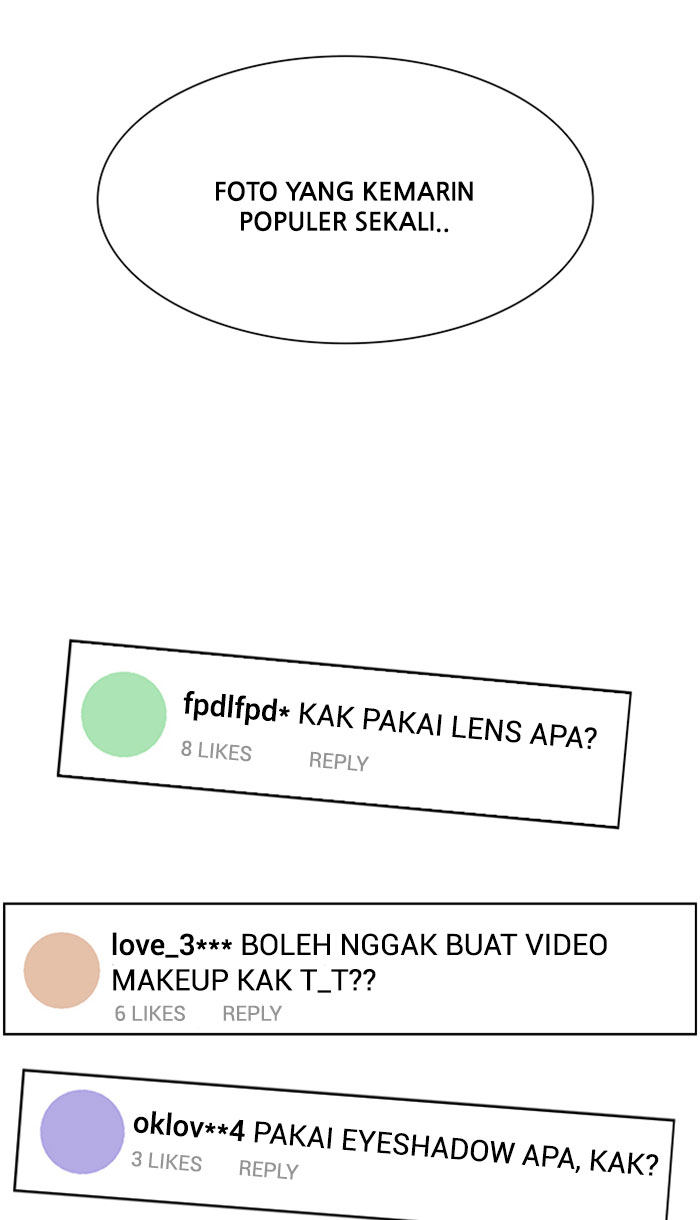 FOTO YANG KEMARIN
POPULER SEKALI..
fpdlfpd* KAK PAKAI LENS APA?
8 LIKES REPLY
love_3*** BOLEH NGGAK BUAT VIDEO
MAKEUP KAK T_T??
6 LIKES REPLY
oklov**4 PAKAI EYESHADOW APA, KAK?
3 LIKES REPLY